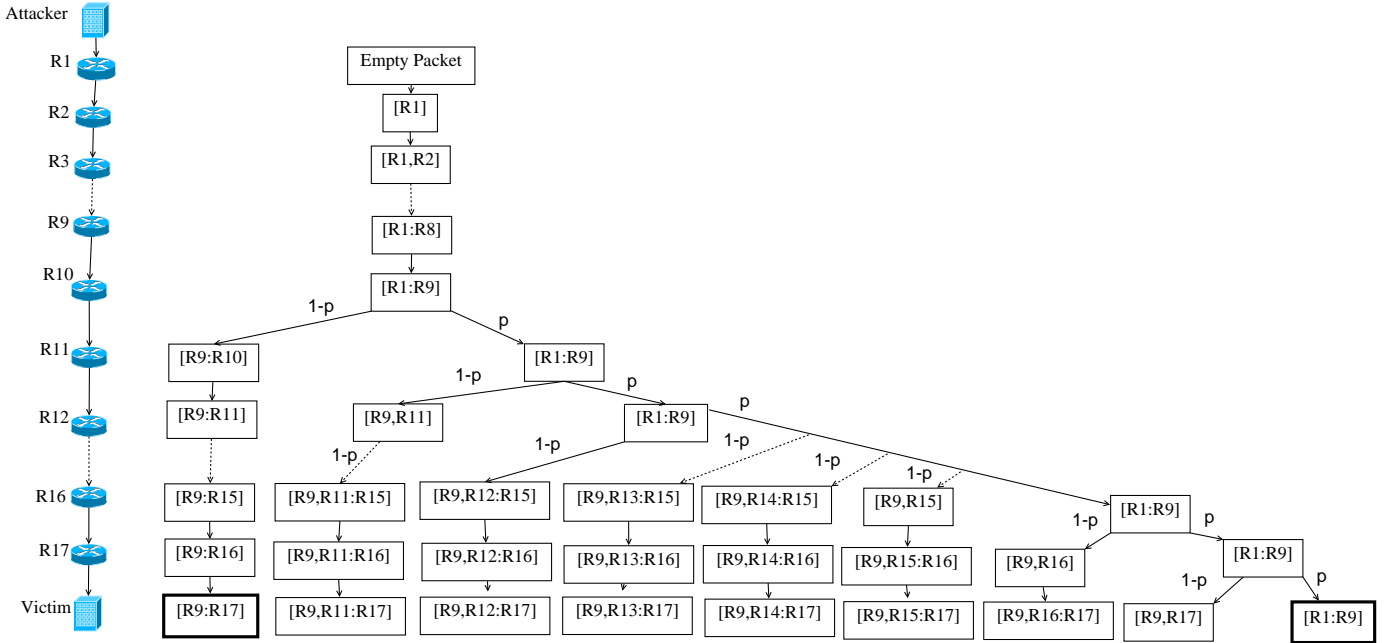 Attacker
R1
Empty Packet
[R1]
R2
[R1,R2]
R3
R9
[R1:R8]
R10
[R1:R9]
1-p
p
R11
[R9:R10]
[R1:R9]
1-p
p
[R9:R11]
[R9,R11]
[R1:R9]
p
R12
1-p
1-p
1-p
1-p
1-p
R16
[R9:R15]
[R9,R11:R15]
[R9,R12:R15]
[R9,R13:R15]
[R9,R14:R15]
[R9,R15]
[R1:R9]
1-p
p
R17
[R9:R16]
[R9,R11:R16]
[R9,R12:R16]
[R9,R13:R16]
[R9,R14:R16]
[R9,R15:R16]
[R9,R16]
[R1:R9]
1-p
p
Victim
[R9:R17]
[R9,R11:R17]
[R9,R12:R17]
[R9,R13:R17]
[R9,R14:R17]
[R9,R15:R17]
[R9,R16:R17]
[R9,R17]
[R1:R9]